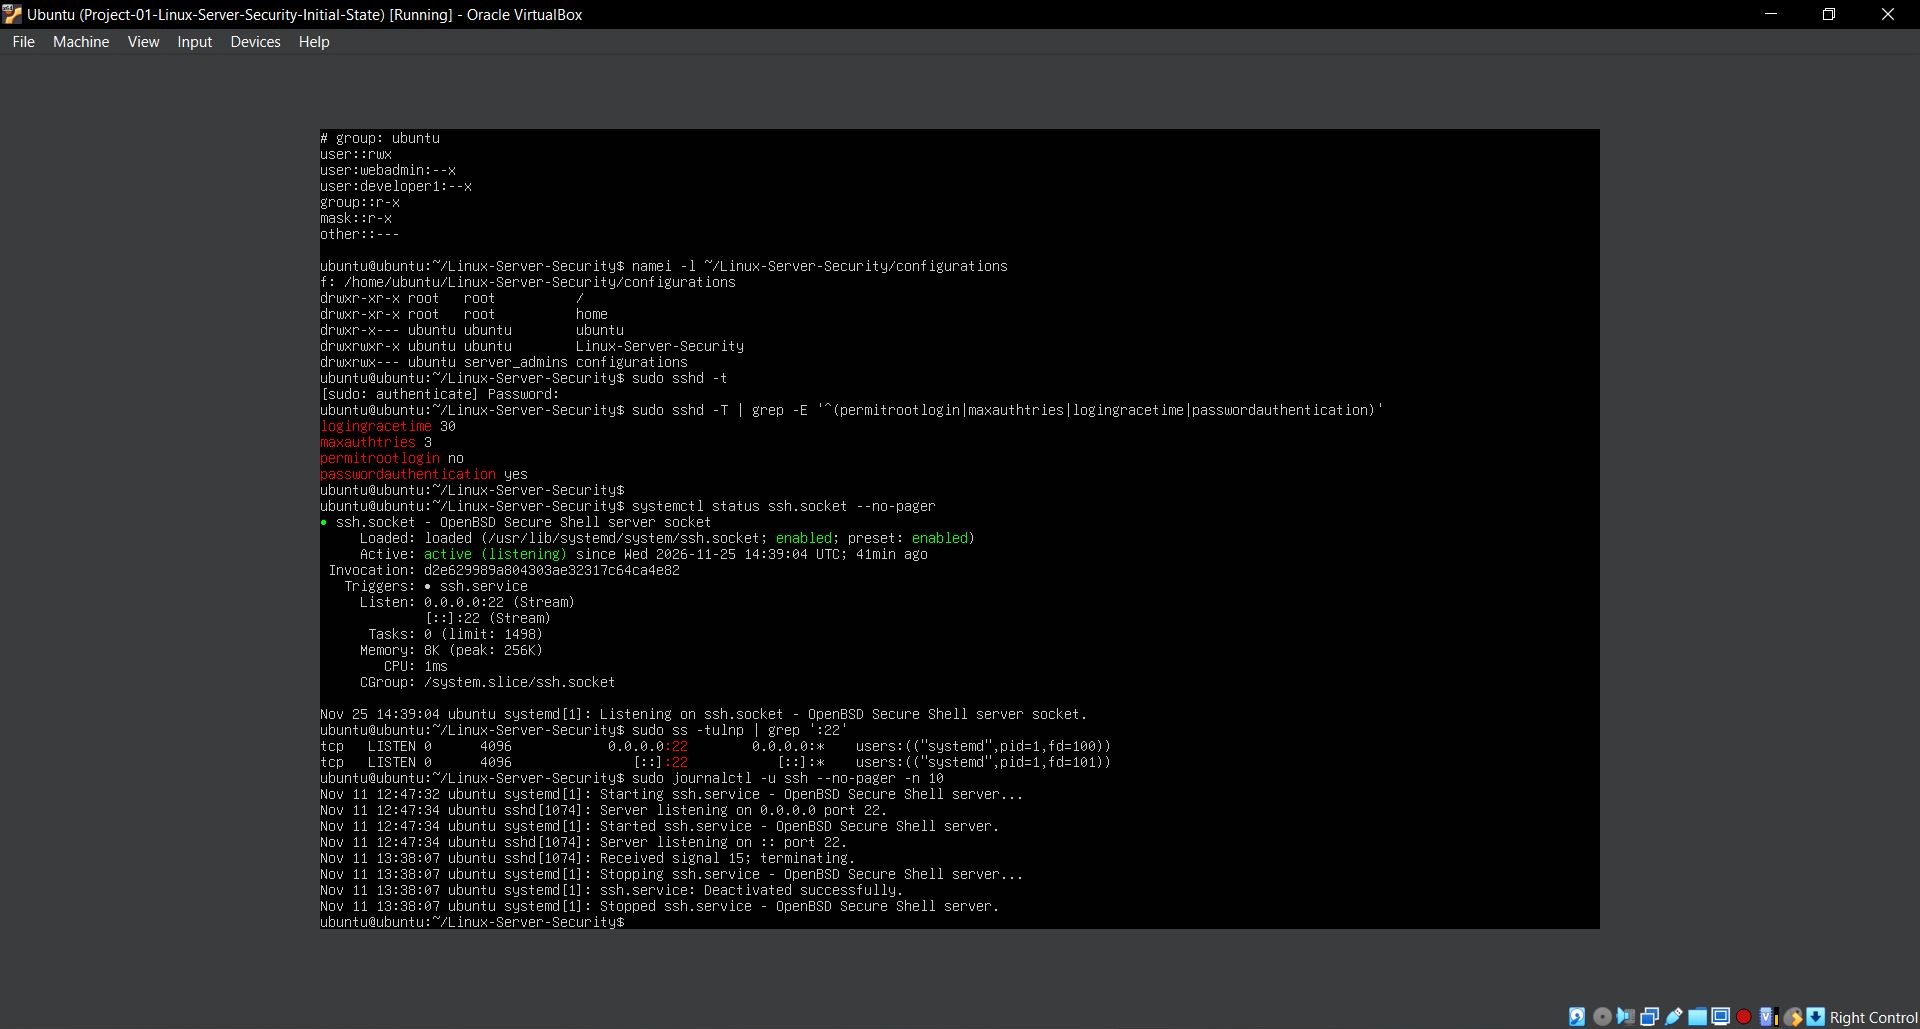 Ubuntu (Project-01-Linux-Server-Security-Initial-State) [Running] - Oracle VirtualBox
File Machine View Input Devices Help
# group: ubuntu
user::rwx
user:webadmin:--x
user:developer1:--x
group::r-x
mask::r-x
other::---
ubuntu@ubuntu:~/Linux-Server-Security$ namei -l ~/Linux-Server-Security/configurations
f: /home/ubuntu/Linux-Server-Security/configurations
drwxr-xr-x root   root          /
drwxr-xr-x root   root          home
drwxr-x--- ubuntu ubuntu        ubuntu
drwxrwxr-x ubuntu ubuntu        Linux-Server-Security
drwxrwx--- ubuntu server_admins configurations
ubuntu@ubuntu:~/Linux-Server-Security$ sudo sshd -t
[sudo: authenticate] Password:
ubuntu@ubuntu:~/Linux-Server-Security$ sudo sshd -T | grep -E '^(permitrootlogin|maxauthtries|logingracetime|passwordauthentication)'
logingracetime 30
maxauthtries 3
permitrootlogin no
passwordauthentication yes
ubuntu@ubuntu:~/Linux-Server-Security$
ubuntu@ubuntu:~/Linux-Server-Security$ systemctl status ssh.socket --no-pager
● ssh.socket - OpenBSD Secure Shell server socket
     Loaded: loaded (/usr/lib/systemd/system/ssh.socket; enabled; preset: enabled)
     Active: active (listening) since Wed 2026-11-25 14:39:04 UTC; 41min ago
 Invocation: d2e629989a804303ae32317c64ca4e82
   Triggers: ● ssh.service
     Listen: 0.0.0.0:22 (Stream)
             [::]:22 (Stream)
      Tasks: 0 (limit: 1498)
     Memory: 8K (peak: 256K)
        CPU: 1ms
     CGroup: /system.slice/ssh.socket
Nov 25 14:39:04 ubuntu systemd[1]: Listening on ssh.socket - OpenBSD Secure Shell server socket.
ubuntu@ubuntu:~/Linux-Server-Security$ sudo ss -tulnp | grep ':22'
tcp   LISTEN 0      4096            0.0.0.0:22        0.0.0.0:*    users:(("systemd",pid=1,fd=100))
tcp   LISTEN 0      4096               [::]:22           [::]:*    users:(("systemd",pid=1,fd=101))
ubuntu@ubuntu:~/Linux-Server-Security$ sudo journalctl -u ssh --no-pager -n 10
Nov 11 12:47:32 ubuntu systemd[1]: Starting ssh.service - OpenBSD Secure Shell server...
Nov 11 12:47:34 ubuntu sshd[1074]: Server listening on 0.0.0.0 port 22.
Nov 11 12:47:34 ubuntu systemd[1]: Started ssh.service - OpenBSD Secure Shell server.
Nov 11 12:47:34 ubuntu sshd[1074]: Server listening on :: port 22.
Nov 11 13:38:07 ubuntu sshd[1074]: Received signal 15; terminating.
Nov 11 13:38:07 ubuntu systemd[1]: Stopping ssh.service - OpenBSD Secure Shell server...
Nov 11 13:38:07 ubuntu systemd[1]: ssh.service: Deactivated successfully.
Nov 11 13:38:07 ubuntu systemd[1]: Stopped ssh.service - OpenBSD Secure Shell server.
ubuntu@ubuntu:~/Linux-Server-Security$
Right Control